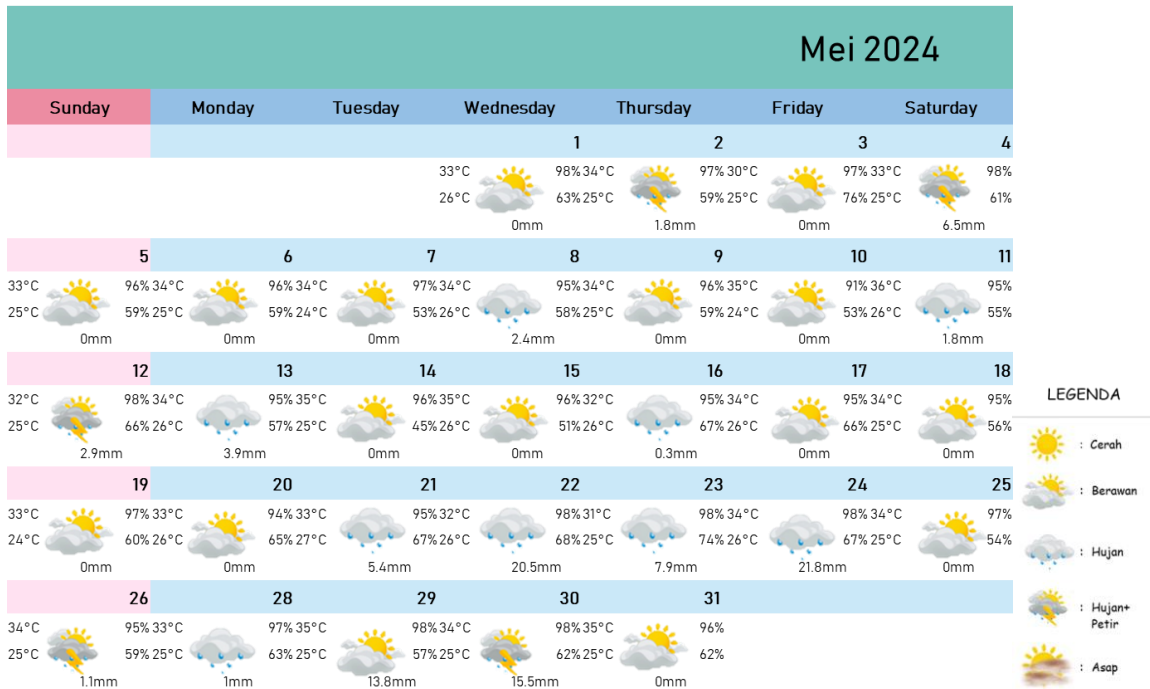 Mei 2024
Sunday Monday Tuesday Wednesday Thursday Friday Saturday
1 2 3 4
33°C 98% 34°C 97% 30°C 97% 33°C 98%
26°C 63% 25°C 59% 25°C 76% 25°C 61%
0mm 1.8mm 0mm 6.5mm
5 6 7 8 9 10 11
33°C 96% 34°C 96% 34°C 97% 34°C 95% 34°C 96% 35°C 91% 36°C 95%
25°C 59% 25°C 59% 24°C 53% 26°C 58% 25°C 59% 24°C 53% 26°C 55%
0mm 0mm 0mm 2.4mm 0mm 0mm 1.8mm
12 13 14 15 16 17 18
32°C 98% 34°C 95% 35°C 96% 35°C 96% 32°C 95% 34°C 95% 34°C 95%
25°C 66% 26°C 57% 25°C 45% 26°C 51% 26°C 67% 26°C 66% 25°C 56%
2.9mm 3.9mm 0mm 0mm 0.3mm 0mm 0mm
19 20 21 22 23 24 25
33°C 97% 33°C 94% 33°C 95% 32°C 98% 31°C 98% 34°C 98% 34°C 97%
24°C 60% 26°C 65% 27°C 67% 26°C 68% 25°C 74% 26°C 67% 25°C 54%
0mm 0mm 5.4mm 20.5mm 7.9mm 21.8mm 0mm
26 28 29 30 31
34°C 95% 33°C 97% 35°C 98% 34°C 98% 35°C 96%
25°C 59% 25°C 63% 25°C 57% 25°C 62% 25°C 62%
1.1mm 1mm 13.8mm 15.5mm 0mm
LEGENDA
: Cerah
: Berawan
: Hujan
: Hujan+
Petir
: Asap